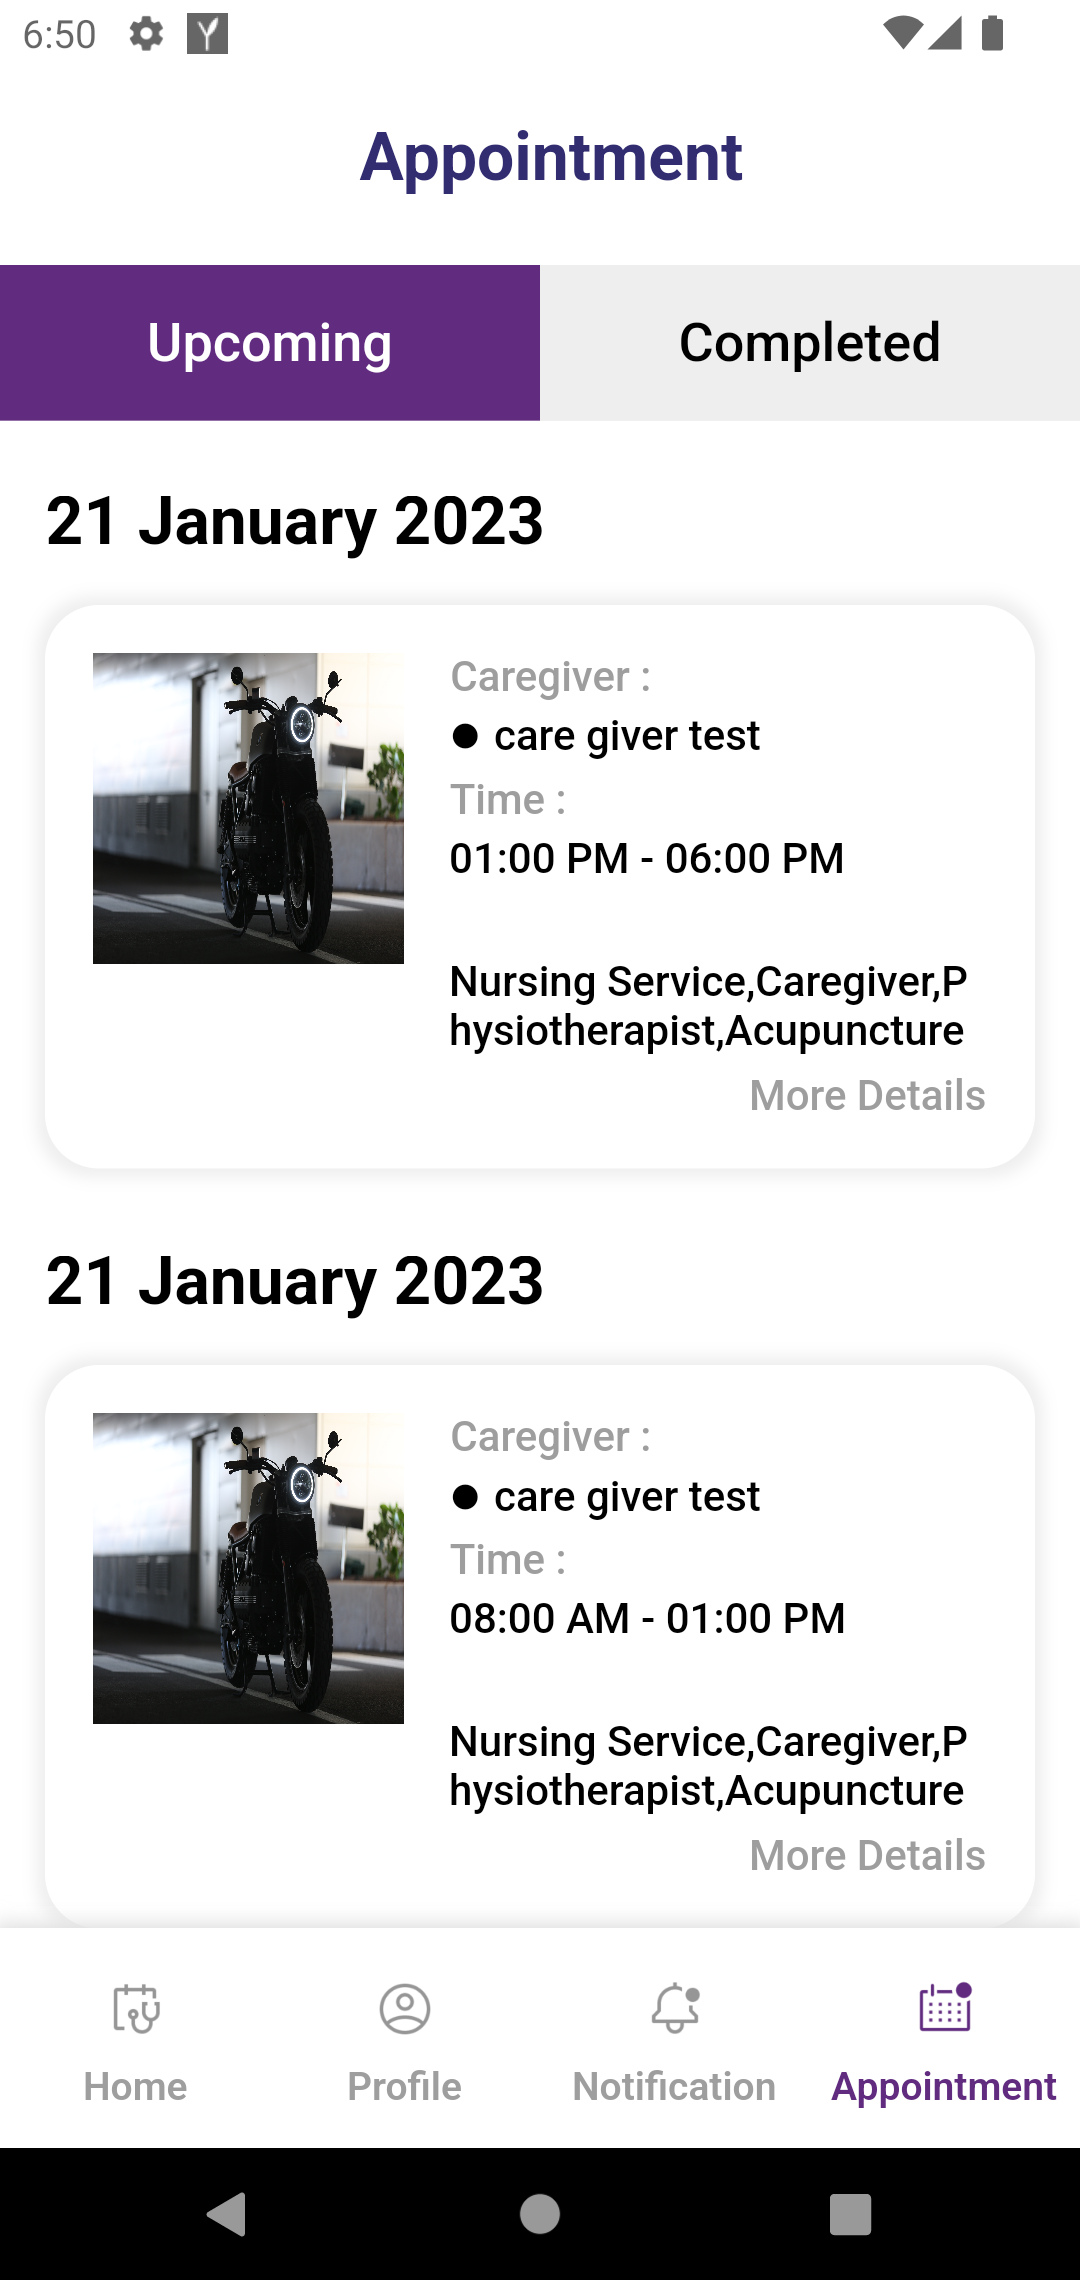 6:50
Appointment
Upcoming
Completed
21 January 2023
Caregiver :
● care giver test
Time :
01:00 PM - 06:00 PM
Nursing Service,Caregiver,P
hysiotherapist,Acupuncture
More Details
21 January 2023
Caregiver :
● care giver test
Time :
08:00 AM - 01:00 PM
Nursing Service,Caregiver,P
hysiotherapist,Acupuncture
More Details
Home
Profile
Notification
Appointment